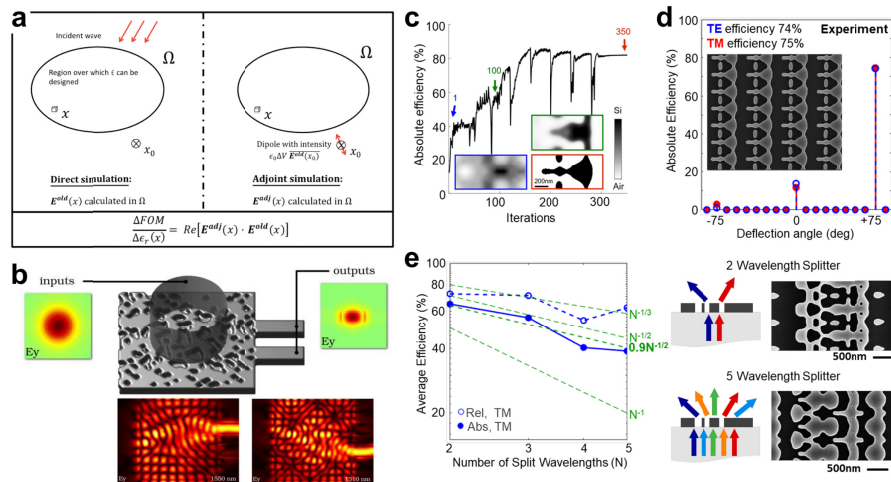 a
Incident wave
Ω
Region over which ε can be
designed
x
x₀
Direct simulation:
E^old(x) calculated in Ω
Ω
x
x₀
Dipole with intensity
ϵ₀ΔV E^old(x₀)
Adjoint simulation:
E^adj(x) calculated in Ω
ΔFOM/Δϵᵣ(x) = Re[E^adj(x) · E^old(x)]
b
inputs
outputs
Ey
Ey
Ey
1550 nm
Ey
1310 nm
c
Absolute efficiency (%)
100
80
60
40
20
0
1
100
350
Si
Air
200nm
100
200
300
Iterations
d
TE efficiency 74%
TM efficiency 75%
Experiment
Absolute Efficiency (%)
100
80
60
40
20
0
-75
0
+75
Deflection angle (deg)
e
Average Efficiency (%)
100
80
60
40
20
N^-1/3
N^-1/2
0.9N^-1/2
N^-1
Rel, TM
Abs, TM
2
3
4
5
Number of Split Wavelengths (N)
2 Wavelength Splitter
500nm
5 Wavelength Splitter
500nm